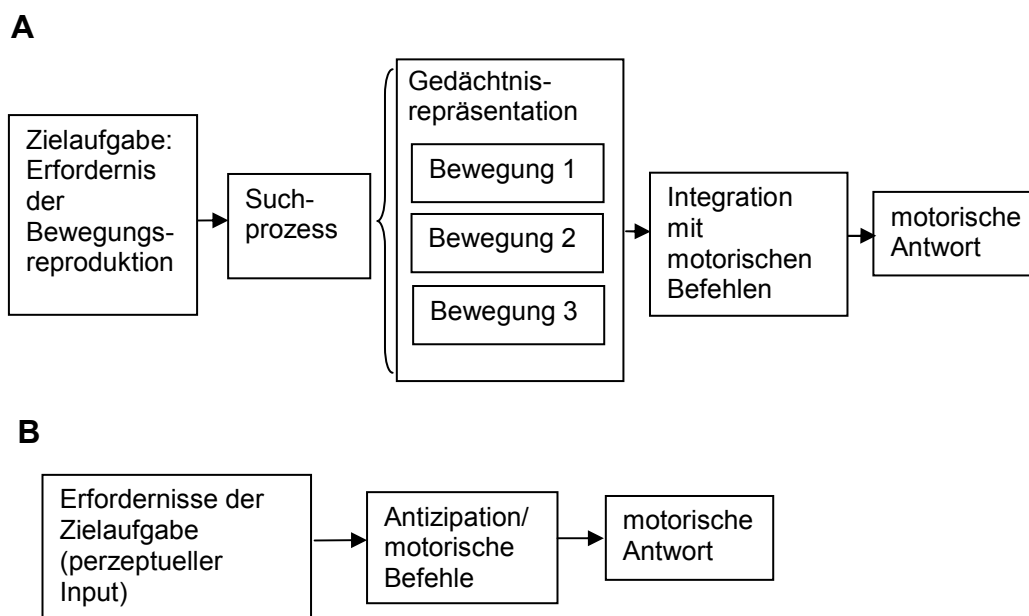 A
Zielaufgabe:
Erfordernis
der
Bewegungs-
reproduktion
Such-
prozess
Gedächtnis-
repräsentation
Bewegung 1
Bewegung 2
Bewegung 3
Integration
mit
motorischen
Befehlen
motorische
Antwort
B
Erfordernisse der
Zielaufgabe
(perzeptueller
Input)
Antizipation/
motorische
Befehle
motorische
Antwort